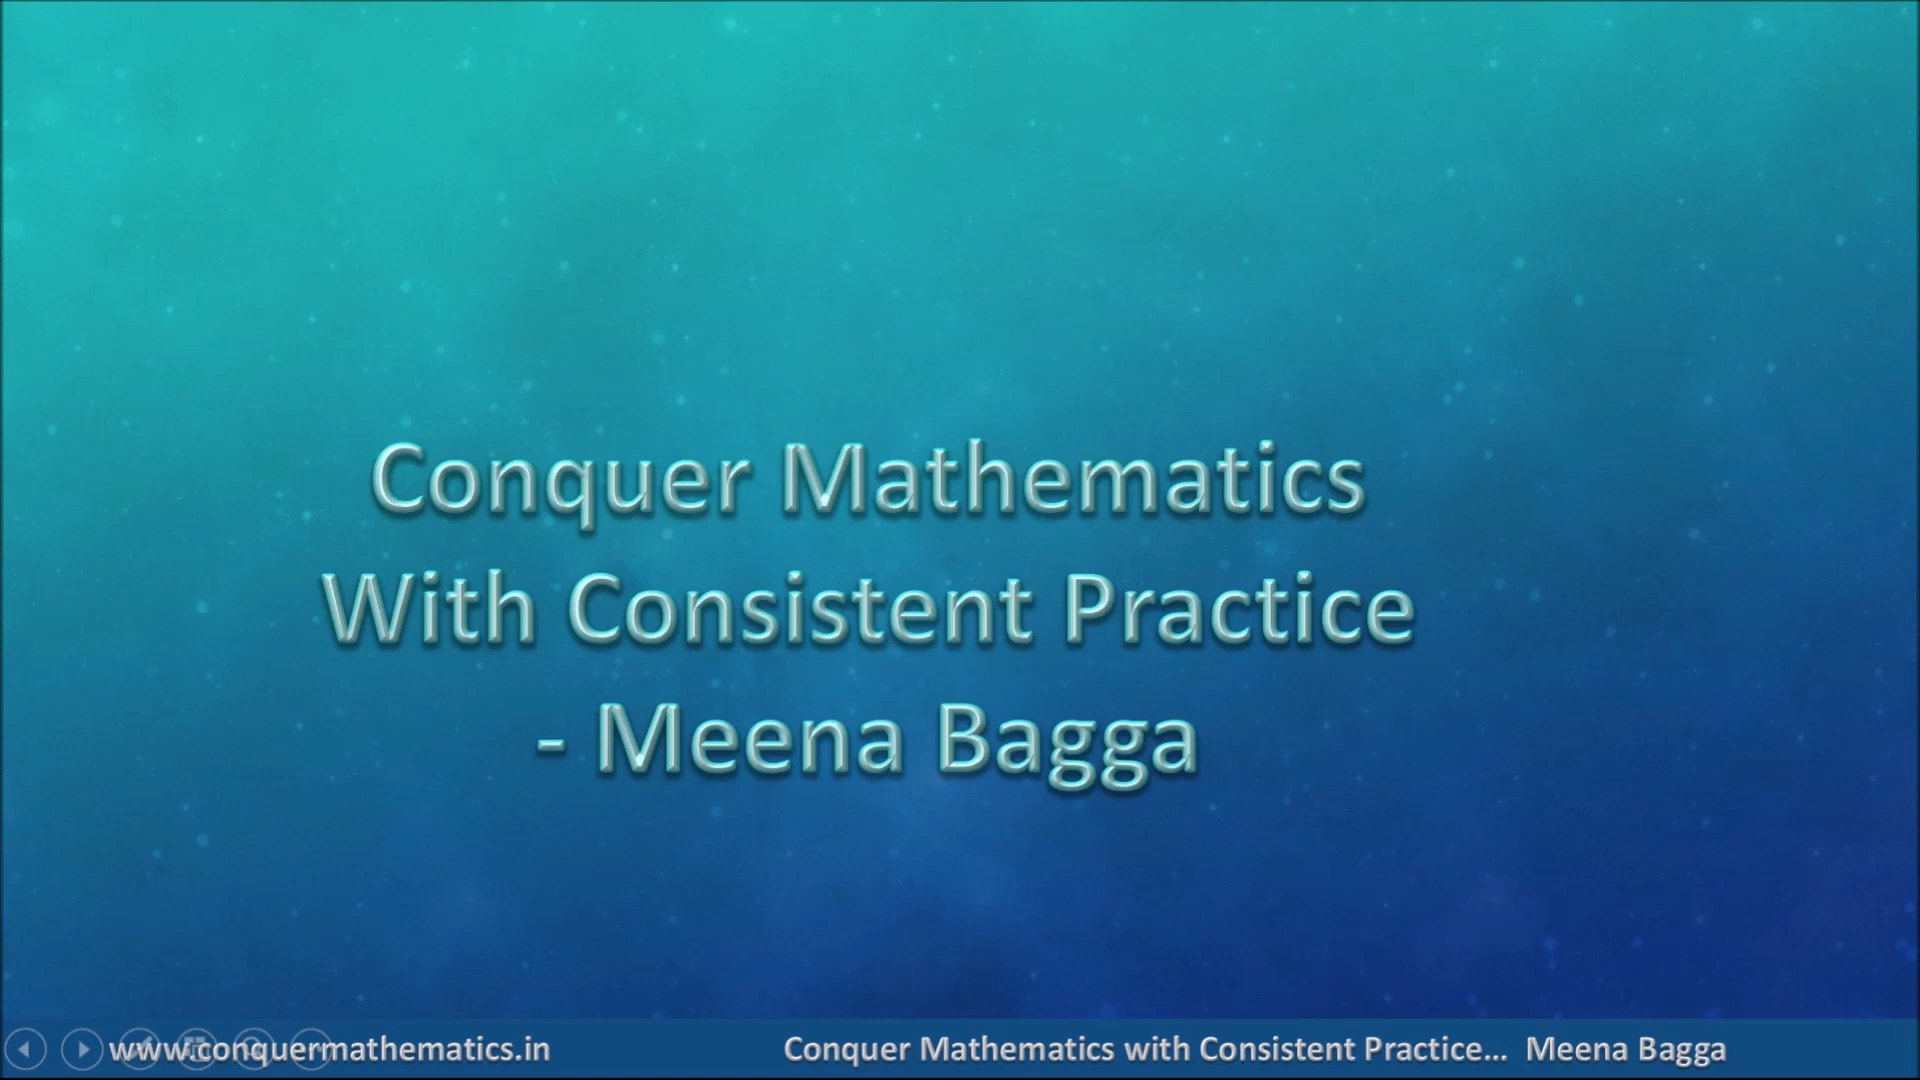 Conquer Mathematics
With Consistent Practice
- Meena Bagga
www.conquermathematics.in
Conquer Mathematics with Consistent Practice... Meena Bagga